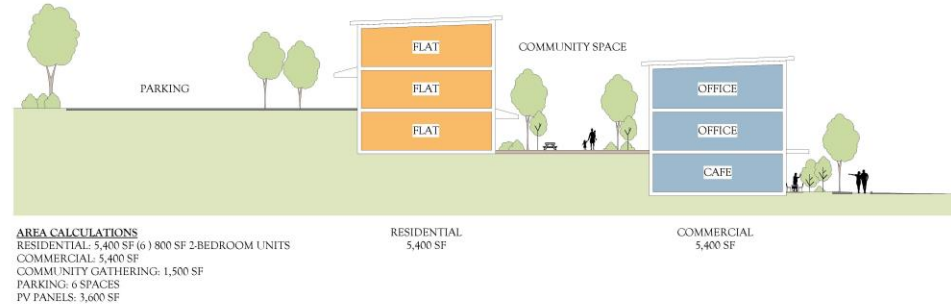 FLAT
COMMUNITY SPACE
PARKING
FLAT
OFFICE
FLAT
OFFICE
CAFE
AREA CALCULATIONS
RESIDENTIAL: 5,400 SF (6 ) 800 SF 2-BEDROOM UNITS
COMMERCIAL: 5,400 SF
COMMUNITY GATHERING: 1,500 SF
PARKING: 6 SPACES
PV PANELS: 3,600 SF
RESIDENTIAL
5,400 SF
COMMERCIAL
5,400 SF